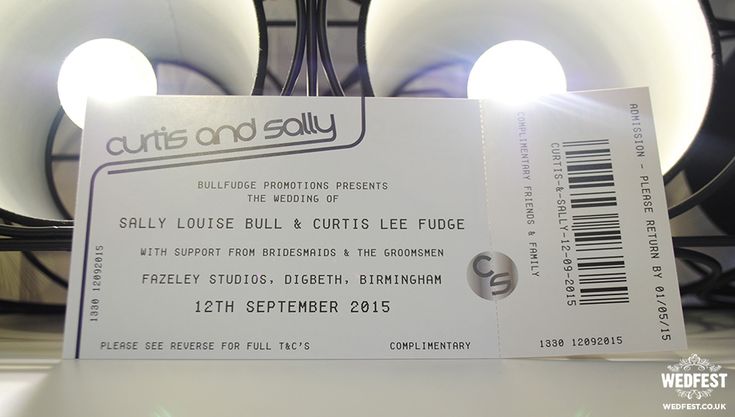 curtis and sally
BULLFUDGE PROMOTIONS PRESENTS
THE WEDDING OF
SALLY LOUISE BULL & CURTIS LEE FUDGE
WITH SUPPORT FROM BRIDESMAIDS & THE GROOMSMEN
FAZELEY STUDIOS, DIGBETH, BIRMINGHAM
12TH SEPTEMBER 2015
1330 12092015
PLEASE SEE REVERSE FOR FULL T&C'S
COMPLIMENTARY
CS
COMPLIMENTARY FRIENDS & FAMILY
CURTIS-&-SALLY-12-09-2015
ADMISSION - PLEASE RETURN BY 01/05/15
1330 12092015
WEDFEST
WEDFEST.CO.UK